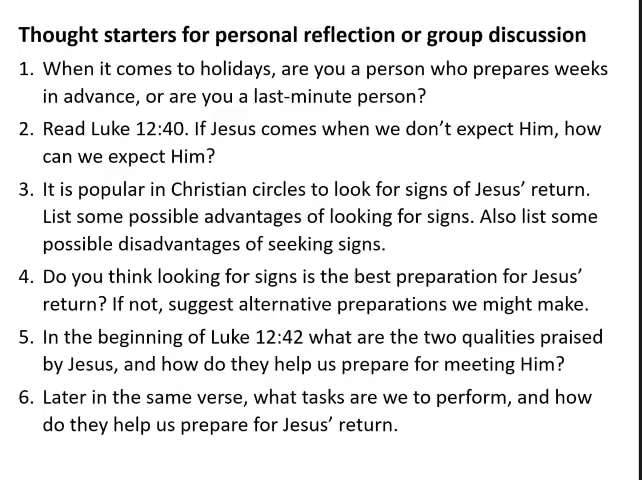 Thought starters for personal reflection or group discussion
1. When it comes to holidays, are you a person who prepares weeks
in advance, or are you a last-minute person?
2. Read Luke 12:40. If Jesus comes when we don’t expect Him, how
can we expect Him?
3. It is popular in Christian circles to look for signs of Jesus’ return.
List some possible advantages of looking for signs. Also list some
possible disadvantages of seeking signs.
4. Do you think looking for signs is the best preparation for Jesus’
return? If not, suggest alternative preparations we might make.
5. In the beginning of Luke 12:42 what are the two qualities praised
by Jesus, and how do they help us prepare for meeting Him?
6. Later in the same verse, what tasks are we to perform, and how
do they help us prepare for Jesus’ return.